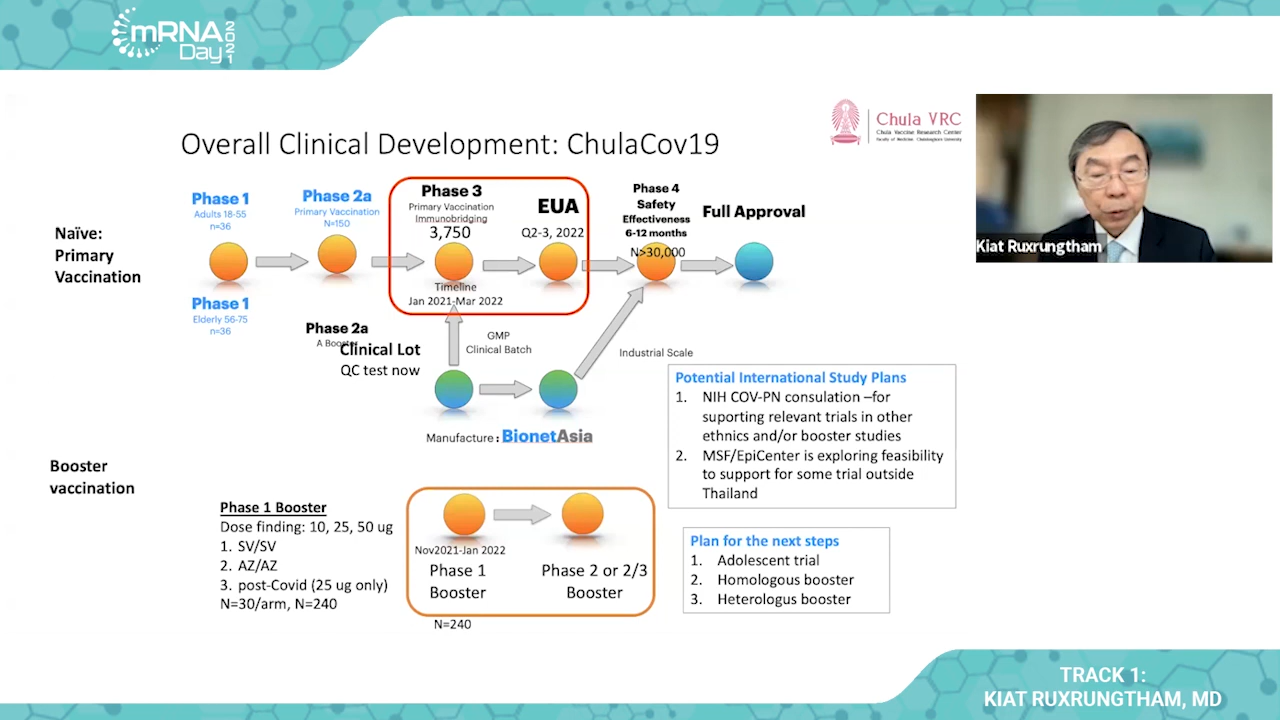 mRNA
Day
2021
Chula VRC
Chula Vaccine Research Center
Faculty of Medicine, Chulalongkorn University
Kiat Ruxrungtham
Overall Clinical Development: ChulaCov19
Naïve:
Primary
Vaccination
Phase 1
Adults 18-55
n=36
Phase 1
Elderly 56-75
n=36
Phase 2a
Primary Vaccination
N=150
Phase 2a
A Booster
Phase 3
Primary Vaccination
Immunobridging
3,750
Timeline
Jan 2021-Mar 2022
EUA
Q2-3, 2022
Phase 4
Safety
Effectiveness
6-12 months
N>30,000
Full Approval
Clinical Lot
QC test now
GMP
Clinical Batch
Industrial Scale
Manufacture : BionetAsia
Potential International Study Plans
1. NIH COV-PN consulation –for
suporting relevant trials in other
ethnics and/or booster studies
2. MSF/EpiCenter is exploring feasibility
to support for some trial outside
Thailand
Booster
vaccination
Phase 1 Booster
Dose finding: 10, 25, 50 ug
1. SV/SV
2. AZ/AZ
3. post-Covid (25 ug only)
N=30/arm, N=240
Nov2021-Jan 2022
Phase 1
Booster
N=240
Phase 2 or 2/3
Booster
Plan for the next steps
1. Adolescent trial
2. Homologous booster
3. Heterologus booster
TRACK 1:
KIAT RUXRUNGTHAM, MD